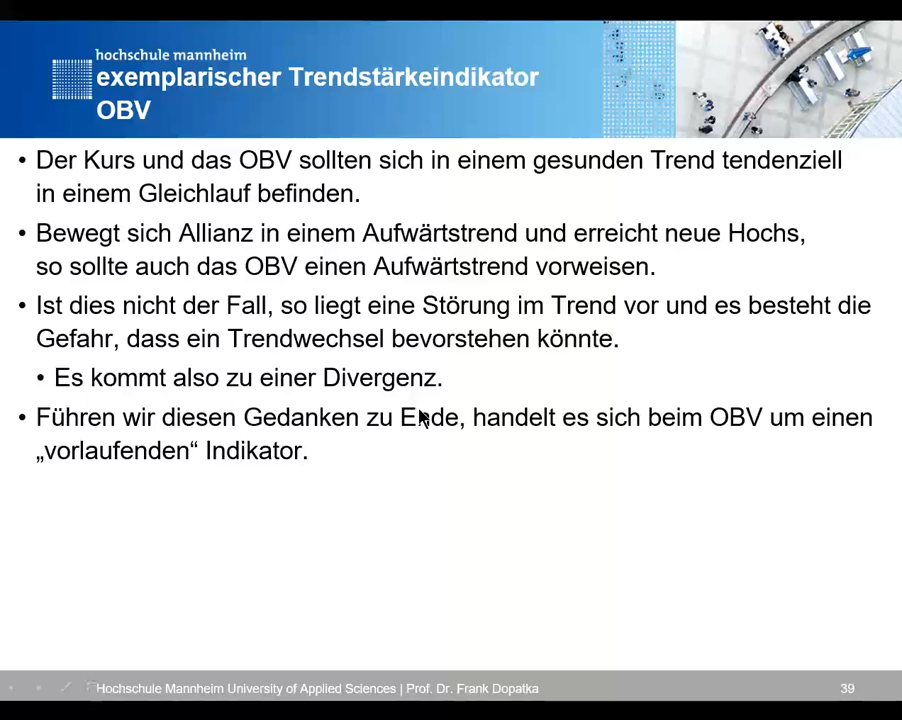 hochschule mannheim
exemplarischer Trendstärkeindikator
OBV
• Der Kurs und das OBV sollten sich in einem gesunden Trend tendenziell
in einem Gleichlauf befinden.
• Bewegt sich Allianz in einem Aufwärtstrend und erreicht neue Hochs,
so sollte auch das OBV einen Aufwärtstrend vorweisen.
• Ist dies nicht der Fall, so liegt eine Störung im Trend vor und es besteht die
Gefahr, dass ein Trendwechsel bevorstehen könnte.
• Es kommt also zu einer Divergenz.
• Führen wir diesen Gedanken zu Ende, handelt es sich beim OBV um einen
„vorlaufenden“ Indikator.
Hochschule Mannheim University of Applied Sciences | Prof. Dr. Frank Dopatka
39